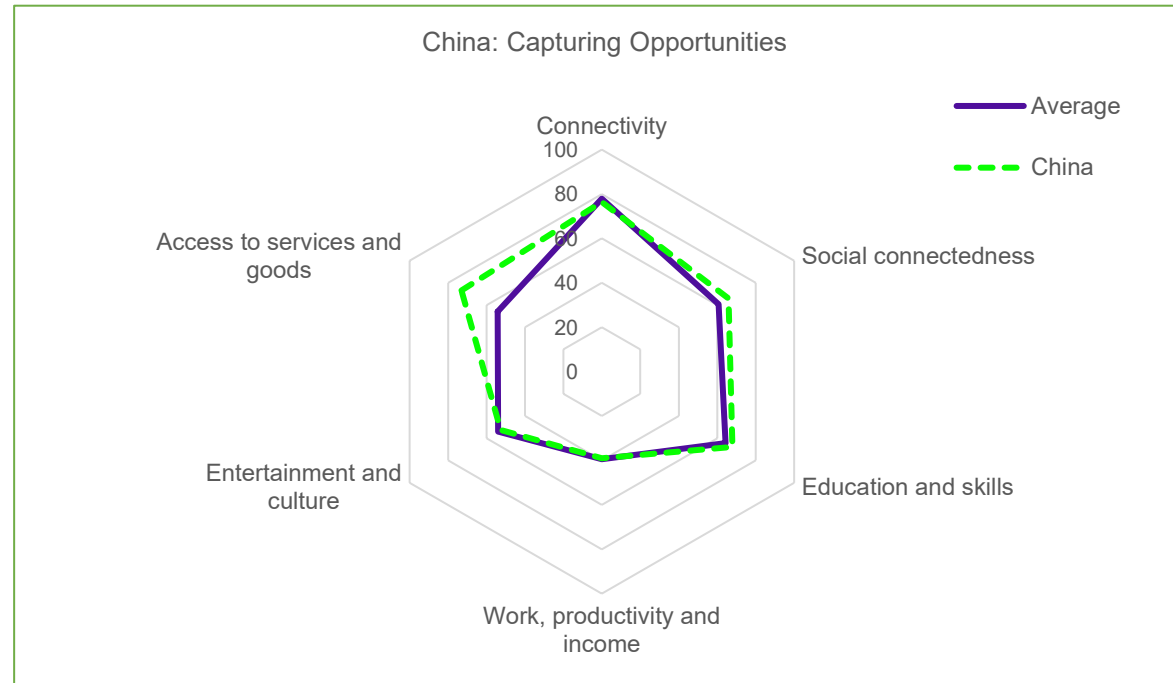 China: Capturing Opportunities
Average
China
Connectivity
100
80
60
40
20
0
Access to services and
goods
Social connectedness
Entertainment and
culture
Education and skills
Work, productivity and
income